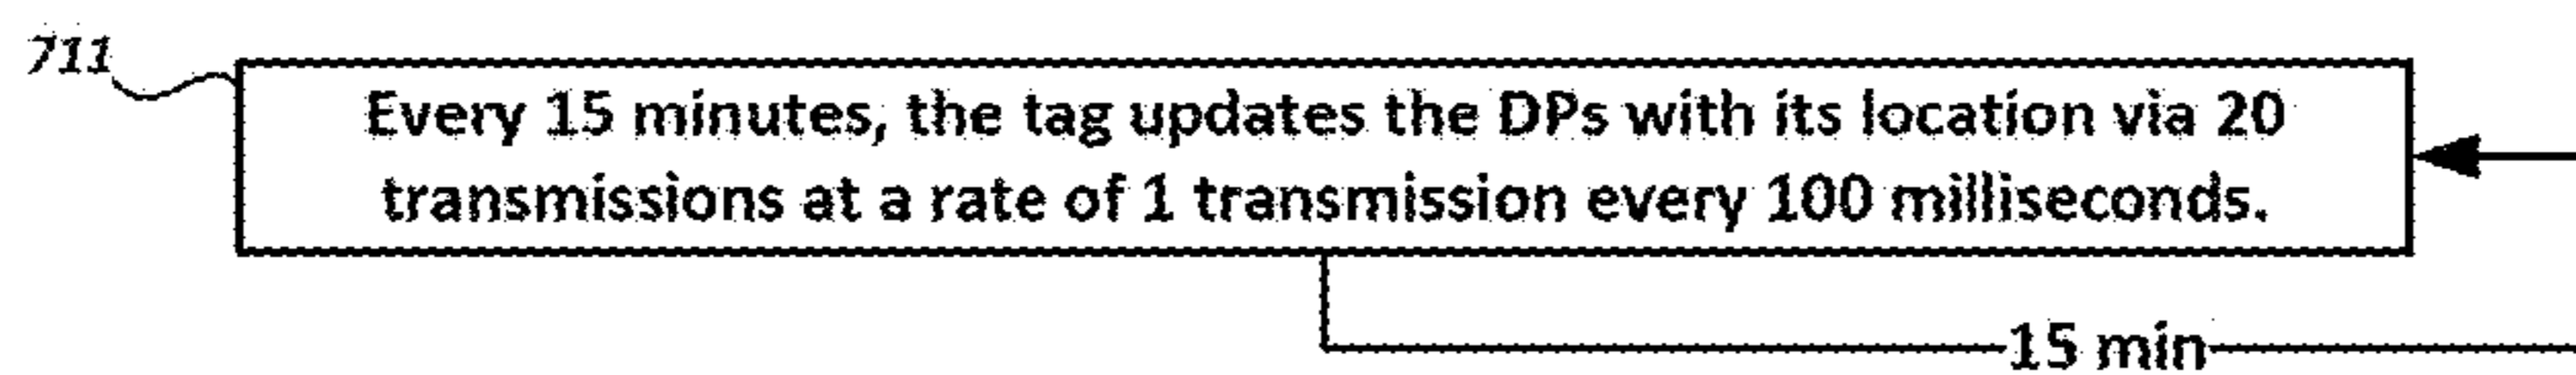 711
Every 15 minutes, the tag updates the DPs with its location via 20
transmissions at a rate of 1 transmission every 100 milliseconds.
15 min